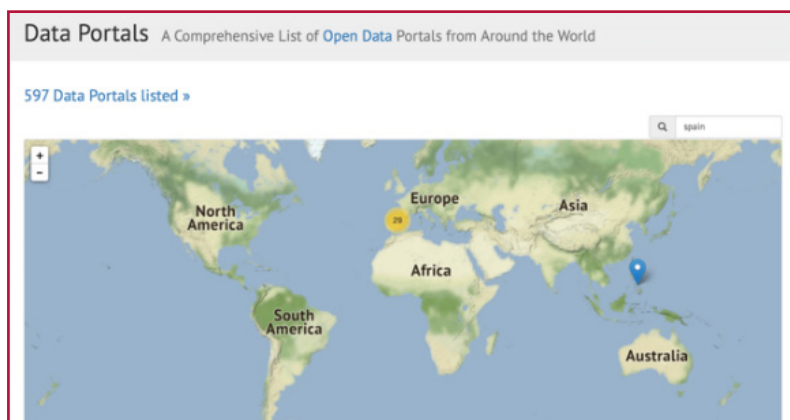 Data Portals A Comprehensive List of Open Data Portals from Around the World
597 Data Portals listed »
spain
+
-
North
America
Europe
Asia
29
Africa
South
America
Australia